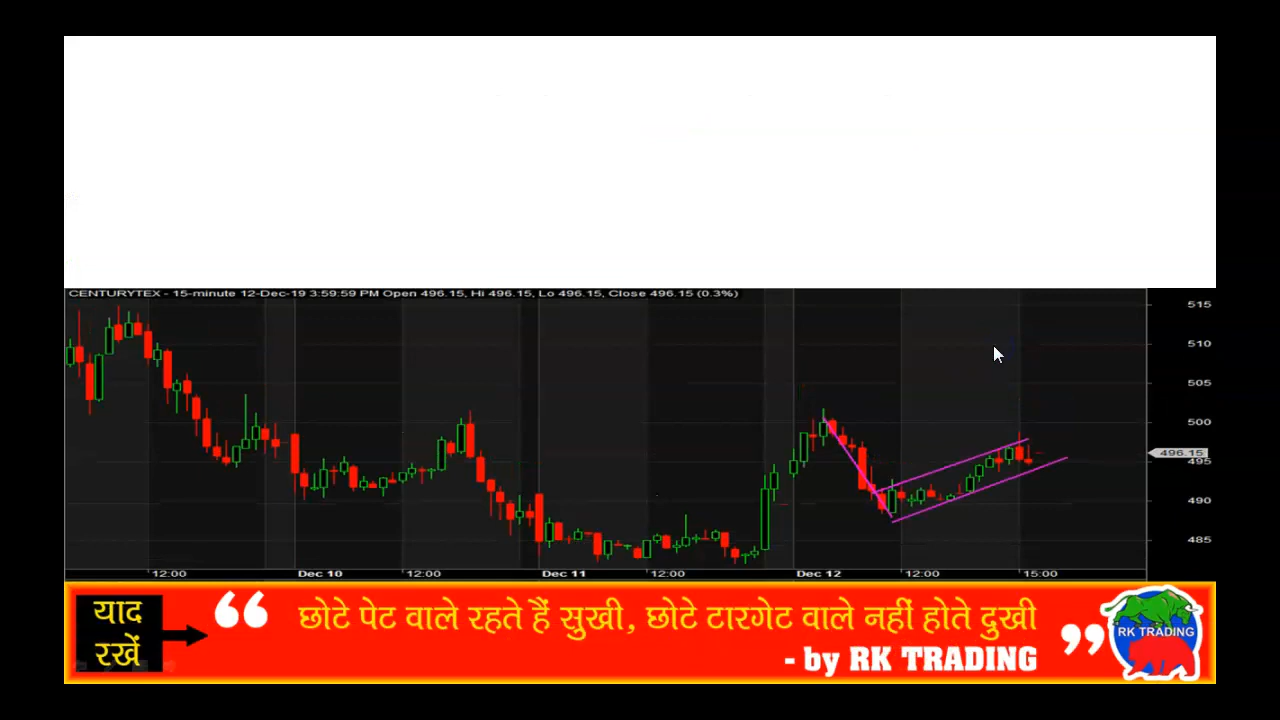 CENTURYTEX - 15-minute 12-Dec-19 3:59:59 PM Open 496.15, Hi 496.15, Lo 496.15, Close 496.15 (0.3%)
515
510
505
500
496.15
495
490
485
12:00 Dec 10 12:00 Dec 11 12:00 Dec 12 12:00 15:00
याद
रखें
“ छोटे पेट वाले रहते हैं सुखी, छोटे टारगेट वाले नहीं होते दुखी ”
- by RK TRADING
RK TRADING